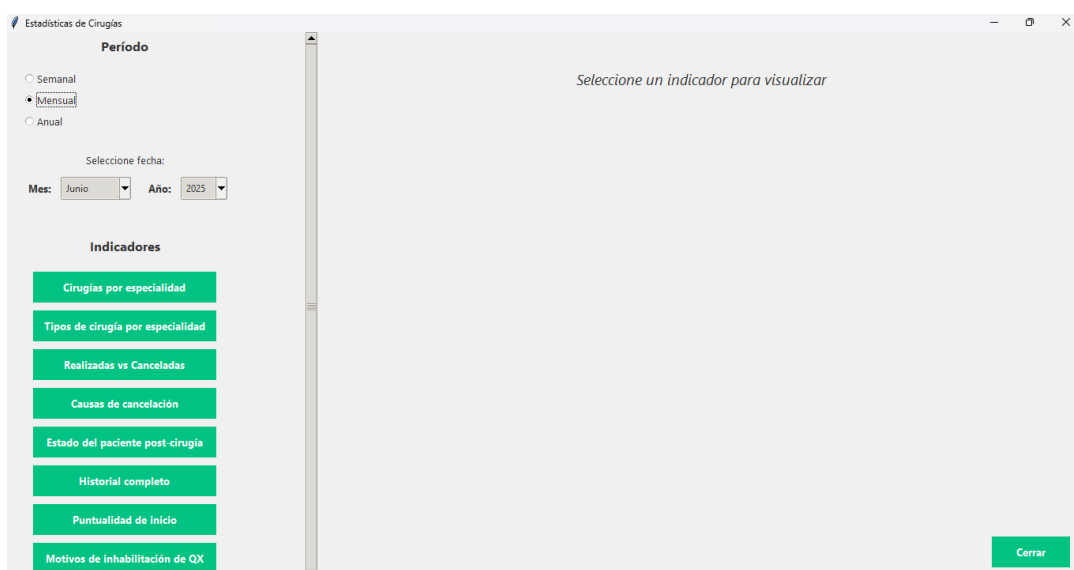 Estadísticas de Cirugías
Período
Semanal
Mensual
Anual
Seleccione fecha:
Mes: Junio Año: 2025
Indicadores
Cirugías por especialidad
Tipos de cirugía por especialidad
Realizadas vs Canceladas
Causas de cancelación
Estado del paciente post-cirugía
Historial completo
Puntualidad de inicio
Motivos de inhabilitación de QX
Seleccione un indicador para visualizar
Cerrar